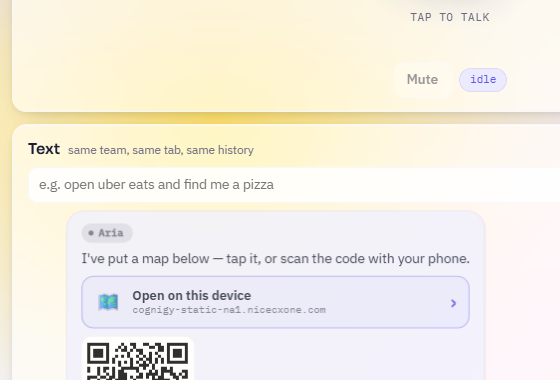 TAP TO TALK
Mute idle
Text same team, same tab, same history
e.g. open uber eats and find me a pizza
Aria
I've put a map below — tap it, or scan the code with your phone.
Open on this device
cognigy-static-na1.nicecxone.com